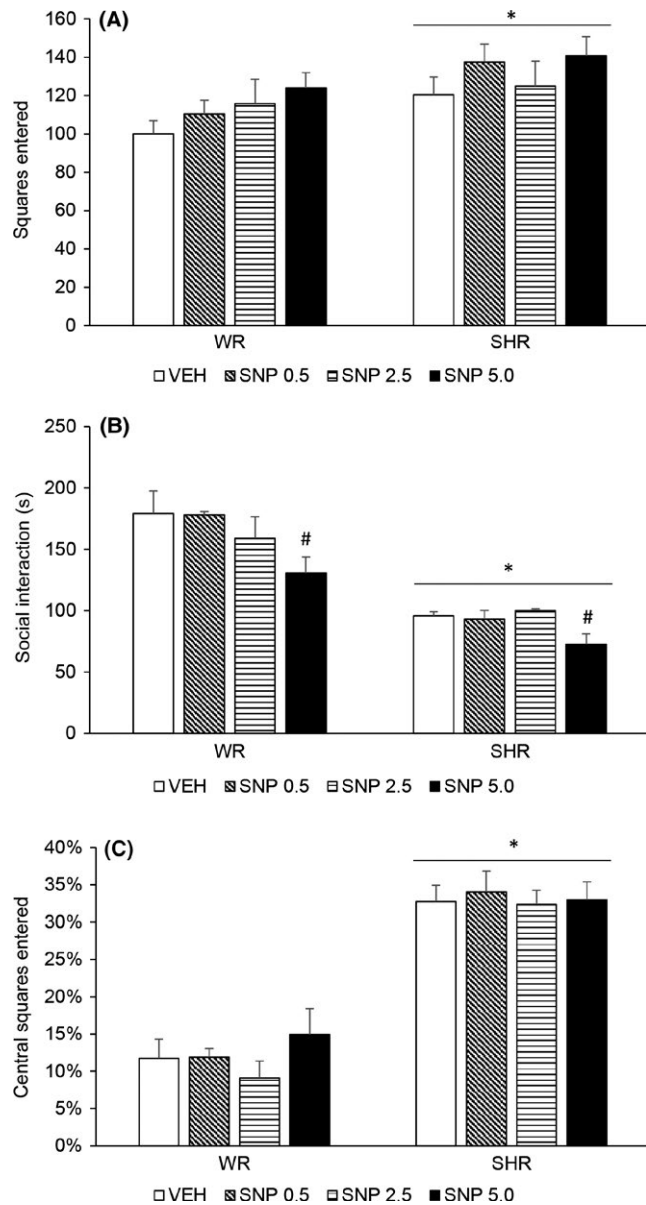 (A)
Squares entered
160
140
120
100
80
60
40
20
0
*
WR SHR
VEH SNP 0.5 SNP 2.5 SNP 5.0
(B)
Social interaction (s)
250
200
150
100
50
0
#
*
#
WR SHR
VEH SNP 0.5 SNP 2.5 SNP 5.0
(C)
Central squares entered
40%
35%
30%
25%
20%
15%
10%
5%
0%
*
WR SHR
VEH SNP 0.5 SNP 2.5 SNP 5.0